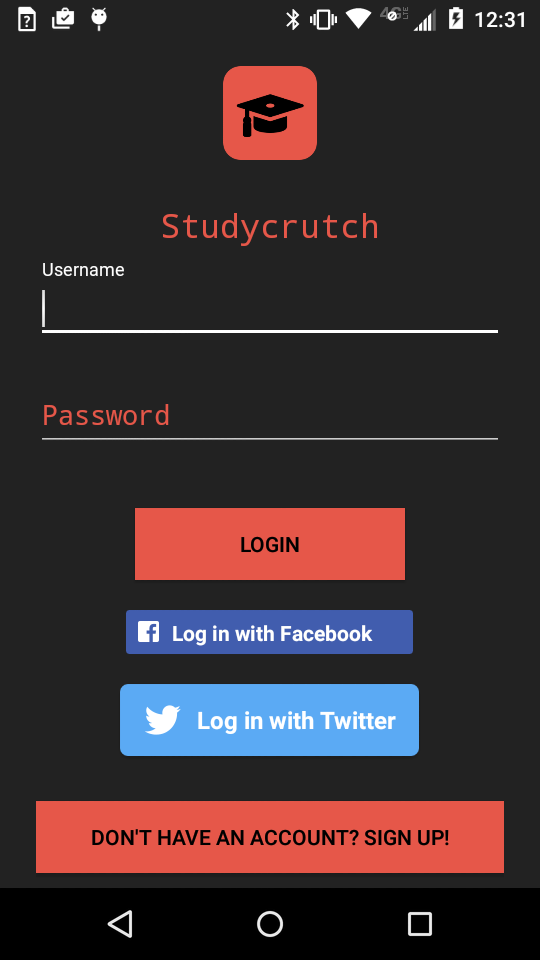 12:31
Studycrutch
Username
Password
LOGIN
Log in with Facebook
Log in with Twitter
DON'T HAVE AN ACCOUNT? SIGN UP!